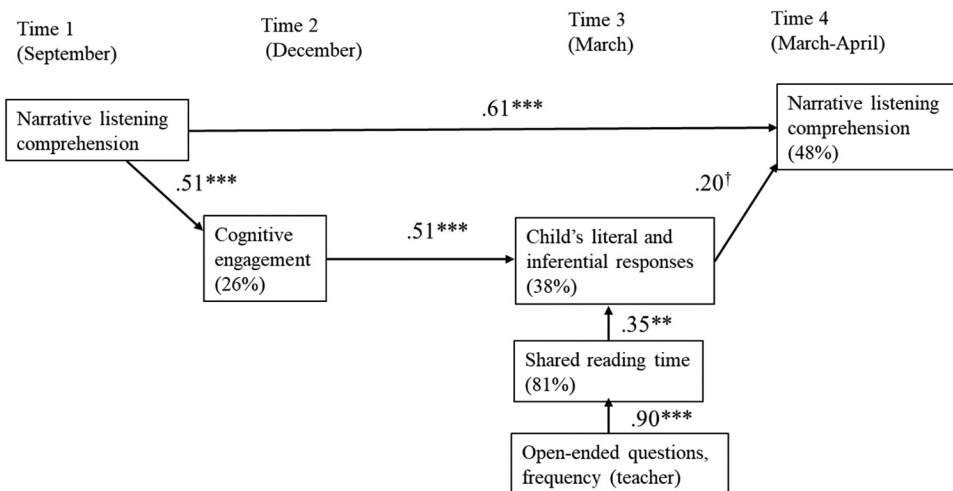 Time 1
(September)
Time 2
(December)
Time 3
(March)
Time 4
(March-April)
Narrative listening
comprehension
.61***
Narrative listening
comprehension
(48%)
.51***
.20†
Cognitive
engagement
(26%)
.51***
Child's literal and
inferential responses
(38%)
.35**
Shared reading time
(81%)
.90***
Open-ended questions,
frequency (teacher)